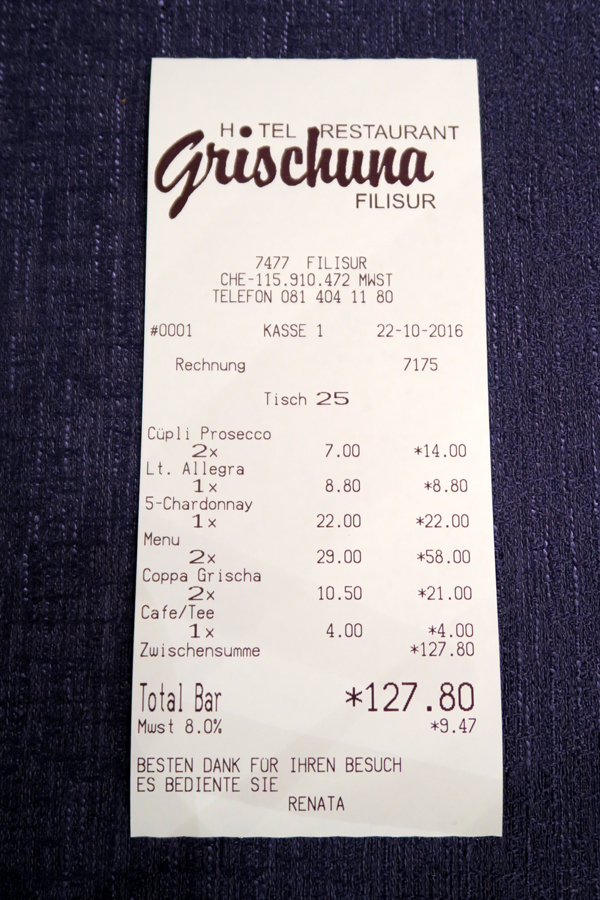 HOTEL RESTAURANT
Grischuna
FILISUR
7477 FILISUR
CHE-115.910.472 MWST
TELEFON 081 404 11 80
#0001 KASSE 1 22-10-2016
Rechnung 7175
Tisch 25
Cüpli Prosecco
2x 7.00 *14.00
Lt. Allegra
1x 8.80 *8.80
5-Chardonnay
1x 22.00 *22.00
Menu
2x 29.00 *58.00
Coppa Grischa
2x 10.50 *21.00
Cafe/Tee
1x 4.00 *4.00
Zwischensumme *127.80
Total Bar *127.80
Mwst 8.0% *9.47
BESTEN DANK FÜR IHREN BESUCH
ES BEDIENTE SIE
RENATA